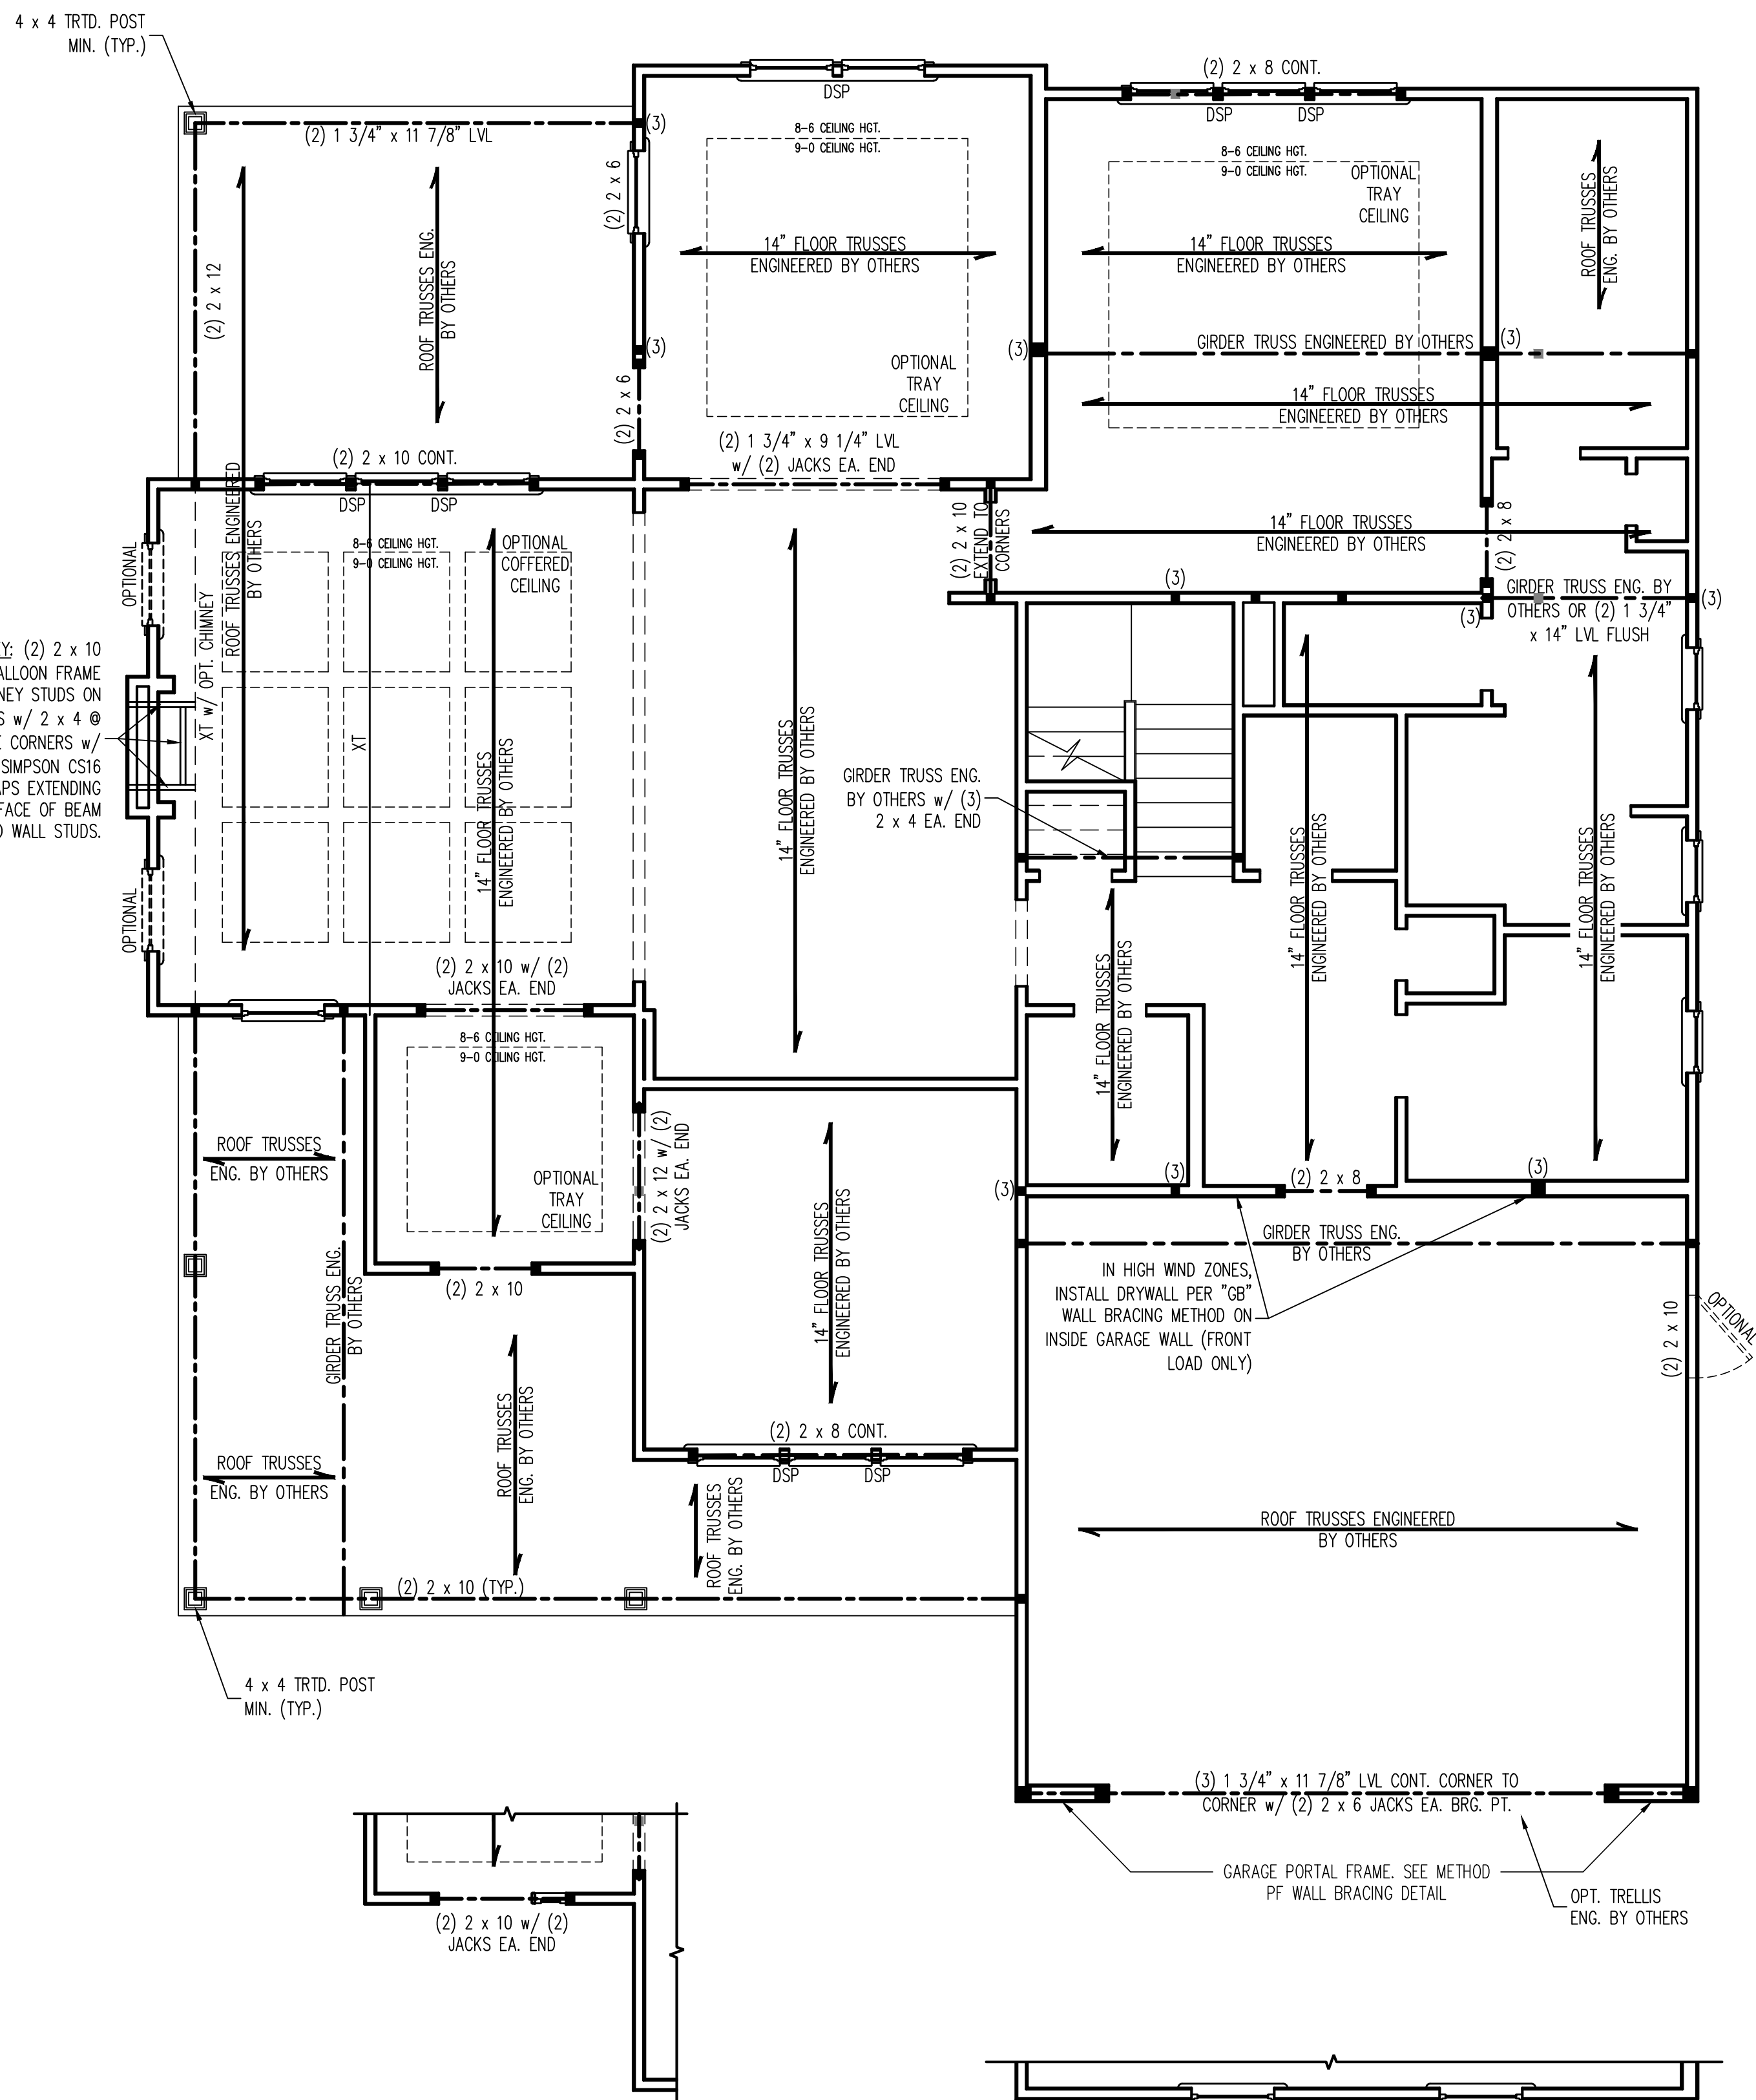 4 x 4 TRTD. POST
MIN. (TYP.)
(2) 2 x 8 CONT.
DSP
DSP
DSP
(2) 1 3/4" x 11 7/8" LVL
(3)
8-6 CEILING HGT.
9-0 CEILING HGT.
8-6 CEILING HGT.
9-0 CEILING HGT.
OPTIONAL
TRAY
CEILING
(2) 2 x 6
ROOF TRUSSES
ENG. BY OTHERS
(2) 2 x 12
ROOF TRUSSES ENG.
BY OTHERS
14" FLOOR TRUSSES
ENGINEERED BY OTHERS
14" FLOOR TRUSSES
ENGINEERED BY OTHERS
(3)
(3)
GIRDER TRUSS ENGINEERED BY OTHERS
(3)
OPTIONAL
TRAY
CEILING
(2) 2 x 6
14" FLOOR TRUSSES
ENGINEERED BY OTHERS
(2) 1 3/4" x 9 1/4" LVL
w/ (2) JACKS EA. END
(2) 2 x 10 CONT.
DSP
DSP
ROOF TRUSSES ENGINEERED
BY OTHERS
(2) 2 x 10
EXTEND TO
CORNERS
14" FLOOR TRUSSES
ENGINEERED BY OTHERS
(2) 2 x 8
OPTIONAL
8-6 CEILING HGT.
9-0 CEILING HGT.
OPTIONAL
COFFERED
CEILING
(3)
(3)
GIRDER TRUSS ENG. BY
OTHERS OR (2) 1 3/4"
x 14" LVL FLUSH
(3)
Y: (2) 2 x 10
ALLOON FRAME
NEY STUDS ON
S w/ 2 x 4 @
E CORNERS w/
SIMPSON CS16
APS EXTENDING
FACE OF BEAM
O WALL STUDS.
XT w/ OPT. CHIMNEY
XT
14" FLOOR TRUSSES
ENGINEERED BY OTHERS
14" FLOOR TRUSSES
ENGINEERED BY OTHERS
GIRDER TRUSS ENG.
BY OTHERS w/ (3)
2 x 4 EA. END
14" FLOOR TRUSSES
ENGINEERED BY OTHERS
14" FLOOR TRUSSES
ENGINEERED BY OTHERS
OPTIONAL
(2) 2 x 10 w/ (2)
JACKS EA. END
14" FLOOR TRUSSES
ENGINEERED BY OTHERS
8-6 CEILING HGT.
9-0 CEILING HGT.
ROOF TRUSSES
ENG. BY OTHERS
OPTIONAL
TRAY
CEILING
(2) 2 x 12 w/ (2)
JACKS EA. END
14" FLOOR TRUSSES
ENGINEERED BY OTHERS
(3)
(3)
(2) 2 x 8
(3)
GIRDER TRUSS ENG.
BY OTHERS
GIRDER TRUSS ENG.
BY OTHERS
(2) 2 x 10
IN HIGH WIND ZONES,
INSTALL DRYWALL PER "GB"
WALL BRACING METHOD ON
INSIDE GARAGE WALL (FRONT
LOAD ONLY)
(2) 2 x 10
OPTIONAL
ROOF TRUSSES
ENG. BY OTHERS
ROOF TRUSSES
ENG. BY OTHERS
(2) 2 x 8 CONT.
DSP
DSP
ROOF TRUSSES
ENG. BY OTHERS
ROOF TRUSSES ENGINEERED
BY OTHERS
(2) 2 x 10 (TYP.)
4 x 4 TRTD. POST
MIN. (TYP.)
(3) 1 3/4" x 11 7/8" LVL CONT. CORNER TO
CORNER w/ (2) 2 x 6 JACKS EA. BRG. PT.
GARAGE PORTAL FRAME. SEE METHOD
PF WALL BRACING DETAIL
OPT. TRELLIS
ENG. BY OTHERS
(2) 2 x 10 w/ (2)
JACKS EA. END